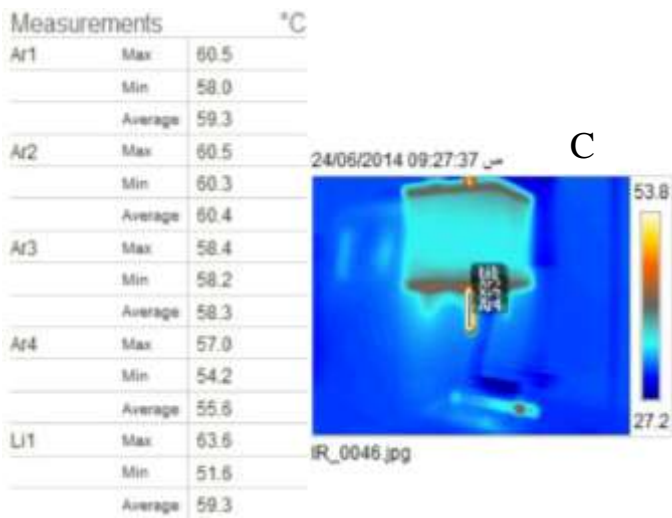 Measurements °C
Ar1 Max 60.5
Min 58.0
Average 59.3
Ar2 Max 60.5
Min 60.3
Average 60.4
Ar3 Max 58.4
Min 58.2
Average 58.3
Ar4 Max 57.0
Min 54.2
Average 55.6
Li1 Max 63.6
Min 51.6
Average 59.3
C
24/06/2014 09:27:37 ص
53.8
27.2
IR_0046.jpg